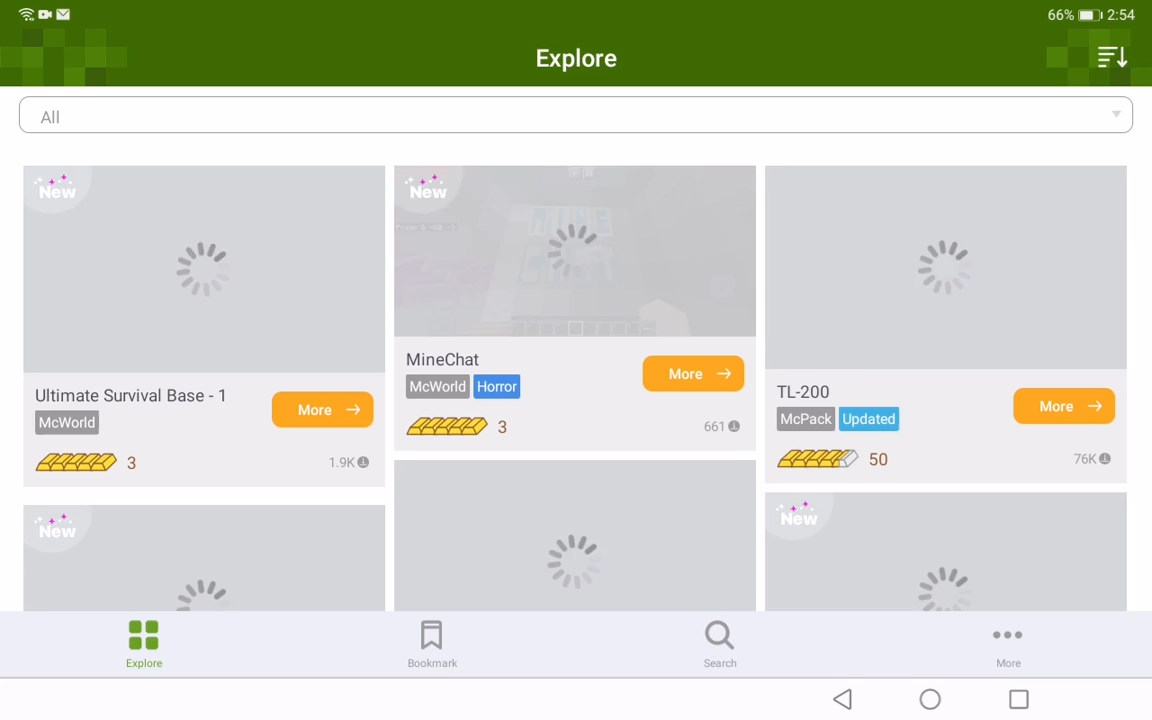 66% 2:54
Explore
All
New
New
Ultimate Survival Base - 1
McWorld
More
3
1.9K
MineChat
McWorld Horror
More
3
661
TL-200
McPack Updated
More
50
76K
New
New
Explore
Bookmark
Search
More